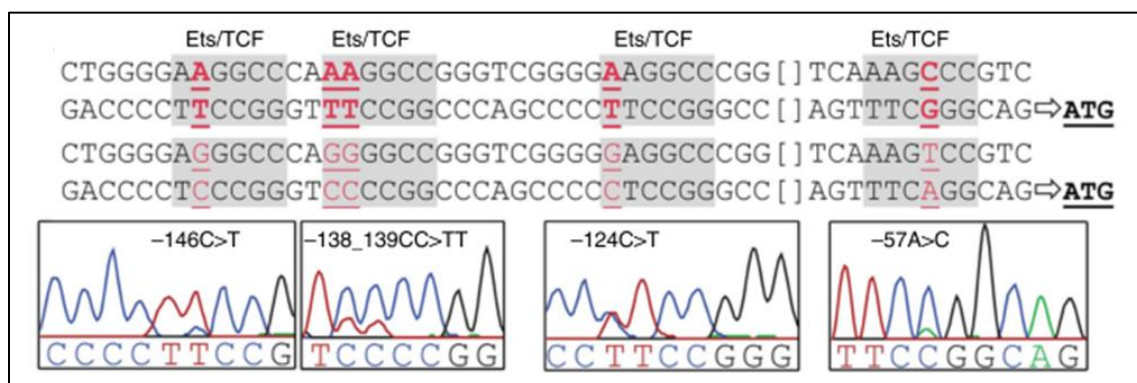 Ets/TCF Ets/TCF Ets/TCF Ets/TCF
CTGGGGAAGGCCCAAAGGCCGGGTCGGGGAAGGCCCGG[]TCAAAGCCCGTC
GACCCCTTCCGGGTTTCCGGCCCAGCCCCTTCCGGGCC[]AGTTTCGGGCAG⇨ATG
CTGGGGAGGGCCCAGGGGCCGGGTCGGGGGAGGCCCGG[]TCAAAGTCCGTC
GACCCCTCCCGGGTCCCCGGCCCAGCCCCCTCCGGGCC[]AGTTTCAGGCAG⇨ATG
–146C>T –138_139CC>TT –124C>T –57A>C
CCCCTTCCG TCCCCGG CCTTCCGGG TTCCGGCAG